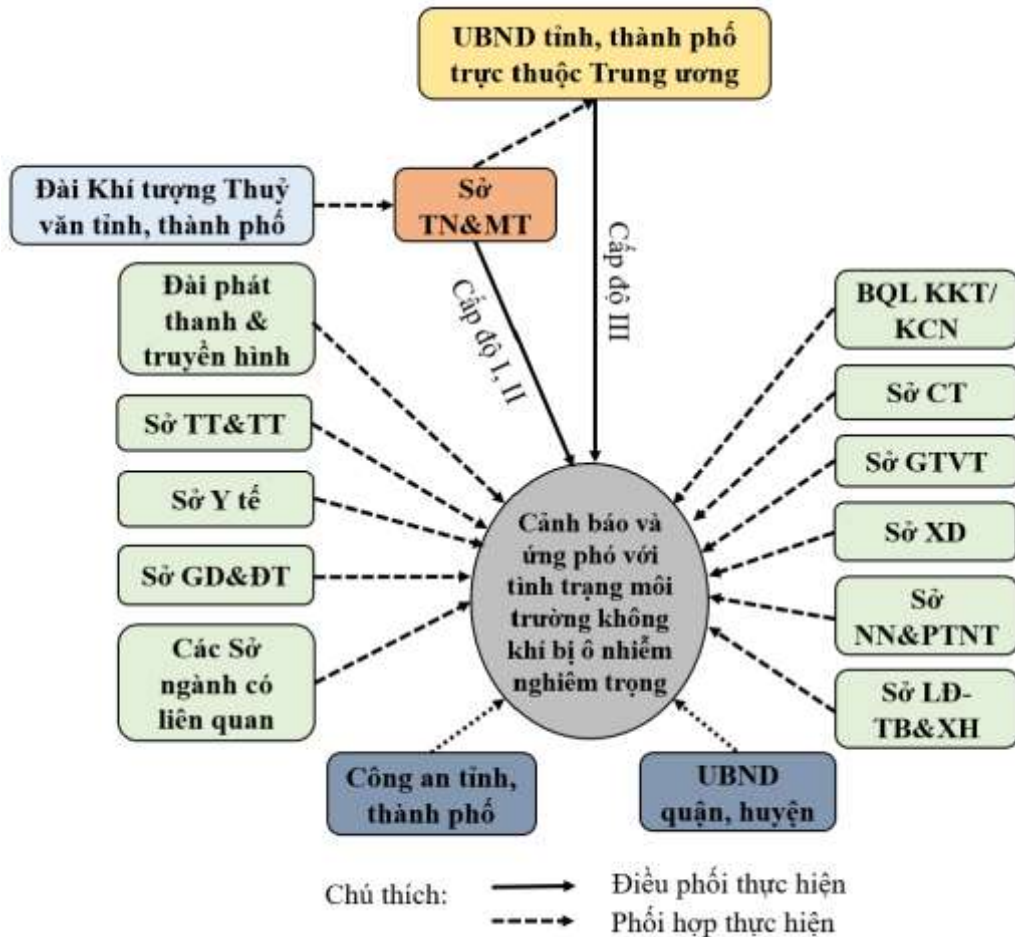 UBND tỉnh, thành phố
trực thuộc Trung ương
Đài Khí tượng Thuỷ
văn tỉnh, thành phố
Sở
TN&MT
Cấp độ I, II
Cấp độ III
Đài phát
thanh &
truyền hình
Sở TT&TT
Sở Y tế
Sở GD&ĐT
Các Sở
ngành có
liên quan
Cảnh báo và
ứng phó với
tình trạng môi
trường không
khí bị ô nhiễm
nghiêm trọng
BQL KKT/
KCN
Sở CT
Sở GTVT
Sở XD
Sở
NN&PTNT
Sở LĐ-
TB&XH
Công an tỉnh,
thành phố
UBND
quận, huyện
Chú thích:
Điều phối thực hiện
Phối hợp thực hiện